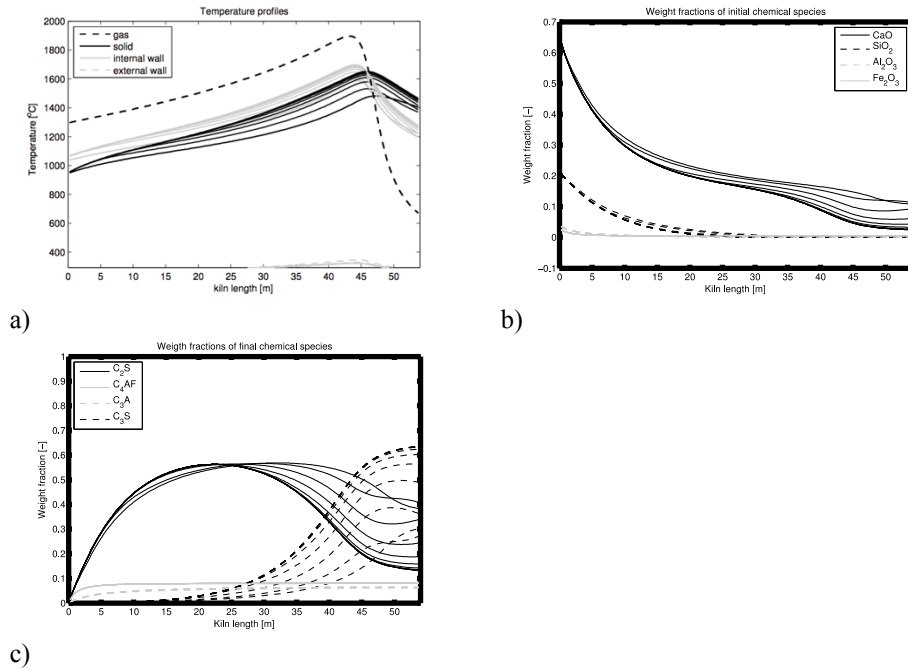 Temperature profiles
2000
1800
1600
1400
1200
1000
800
600
400
Temperature [°C]
gas
solid
internal wall
external wall
0 5 10 15 20 25 30 35 40 45 50
kiln length [m]
a)
Weight fractions of initial chemical species
0.7
0.6
0.5
0.4
0.3
0.2
0.1
0
−0.1
Weight fraction [−]
CaO
SiO2
Al2O3
Fe2O3
0 5 10 15 20 25 30 35 40 45 50
Kiln length [m]
b)
Weigth fractions of final chemical species
1
0.9
0.8
0.7
0.6
0.5
0.4
0.3
0.2
0.1
0
Weight fraction [−]
C2S
C4AF
C3A
C3S
0 5 10 15 20 25 30 35 40 45 50
Kiln length [m]
c)